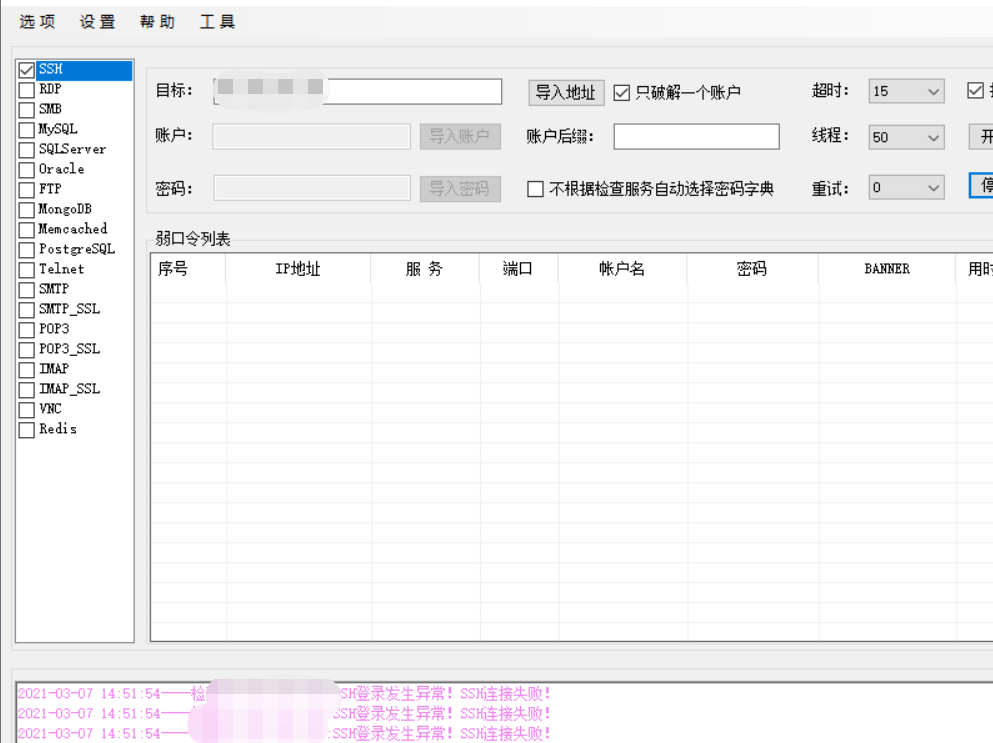 选项 设置 帮助 工具
SSH
RDP
SMB
MySQL
SQLServer
Oracle
FTP
MongoDB
Memcached
PostgreSQL
Telnet
SMTP
SMTP_SSL
POP3
POP3_SSL
IMAP
IMAP_SSL
VNC
Redis
目标: 导入地址 只破解一个账户 超时: 15
账户: 导入账户 账户后缀: 线程: 50 开
密码: 导入密码 不根据检查服务自动选择密码字典 重试: 0 停
弱口令列表
序号 IP地址 服务 端口 帐户名 密码 BANNER 用时
2021-03-07 14:51:54——检 SSH登录发生异常! SSH连接失败!
2021-03-07 14:51:54—— SSH登录发生异常! SSH连接失败!
2021-03-07 14:51:54—— :SSH登录发生异常! SSH连接失败!